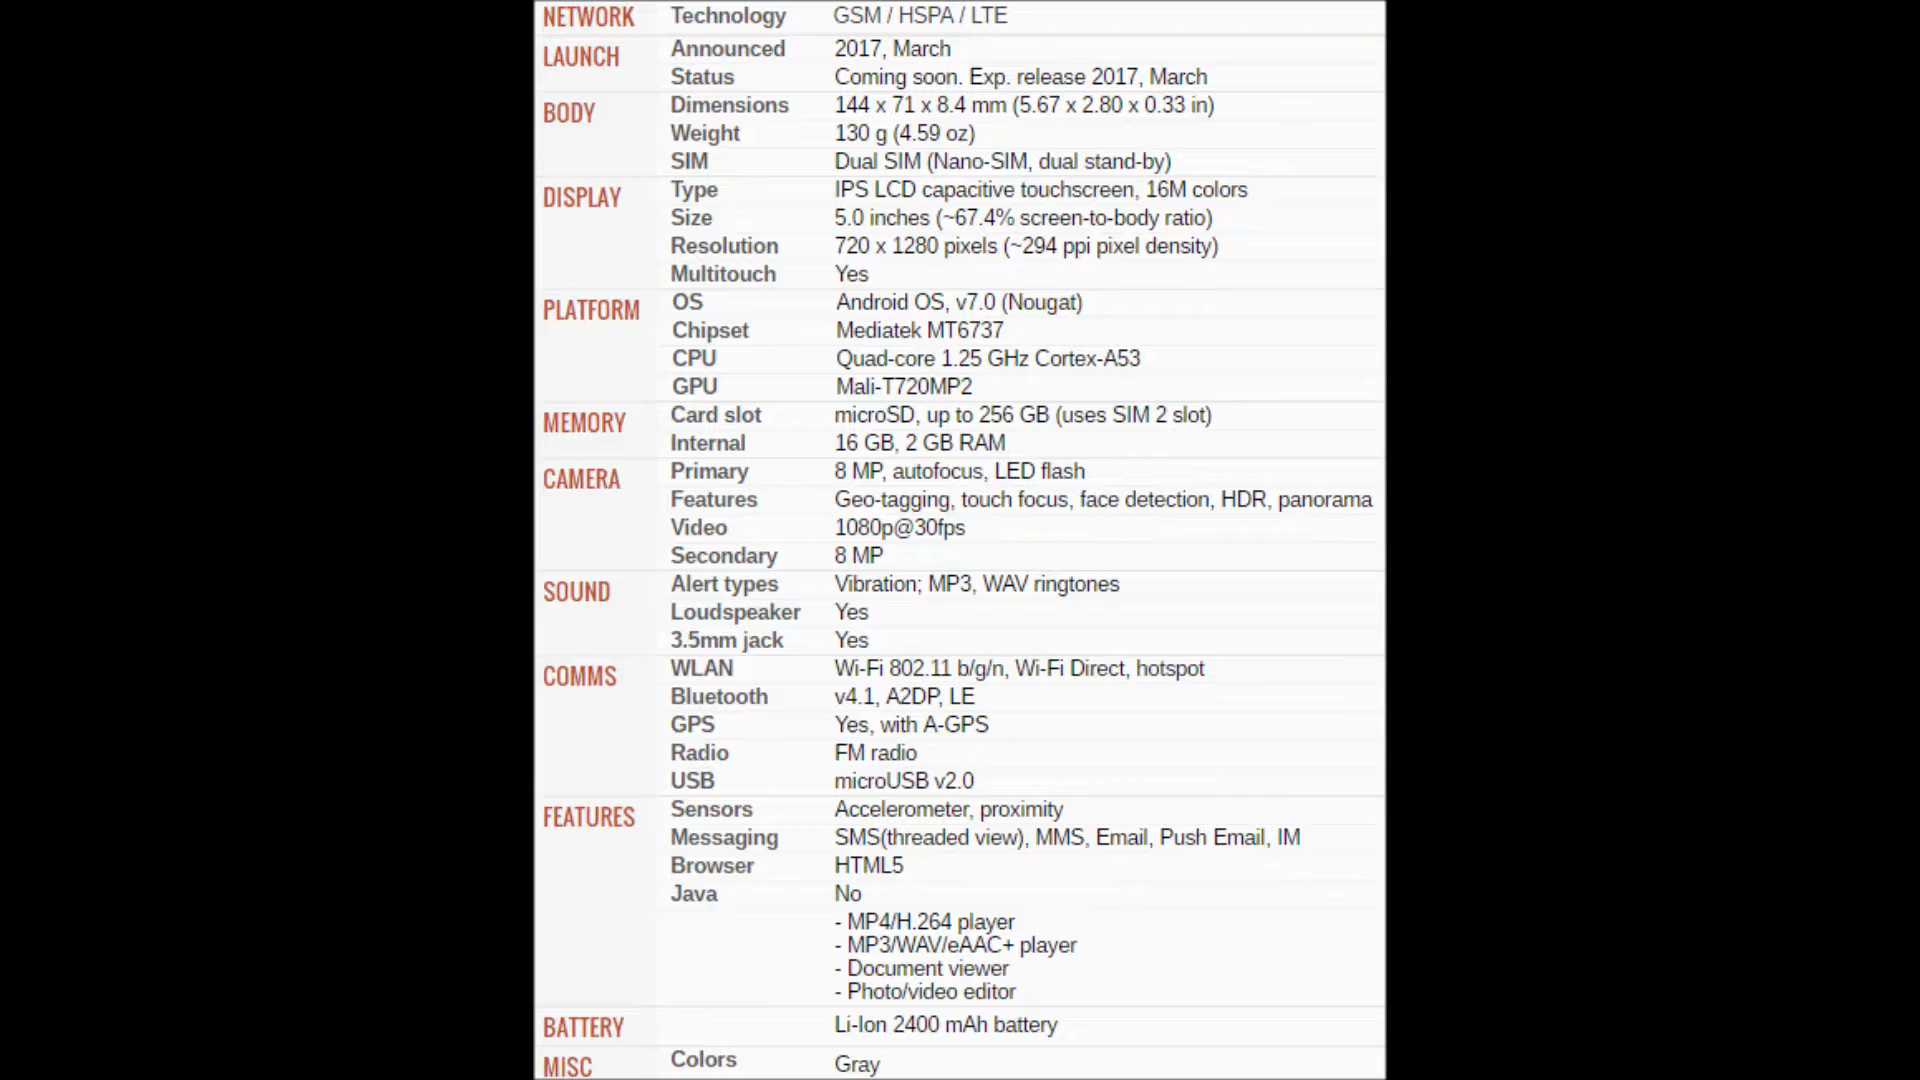 NETWORK Technology GSM / HSPA / LTE
LAUNCH Announced 2017, March
Status Coming soon. Exp. release 2017, March
BODY Dimensions 144 x 71 x 8.4 mm (5.67 x 2.80 x 0.33 in)
Weight 130 g (4.59 oz)
SIM Dual SIM (Nano-SIM, dual stand-by)
DISPLAY Type IPS LCD capacitive touchscreen, 16M colors
Size 5.0 inches (~67.4% screen-to-body ratio)
Resolution 720 x 1280 pixels (~294 ppi pixel density)
Multitouch Yes
PLATFORM OS Android OS, v7.0 (Nougat)
Chipset Mediatek MT6737
CPU Quad-core 1.25 GHz Cortex-A53
GPU Mali-T720MP2
MEMORY Card slot microSD, up to 256 GB (uses SIM 2 slot)
Internal 16 GB, 2 GB RAM
CAMERA Primary 8 MP, autofocus, LED flash
Features Geo-tagging, touch focus, face detection, HDR, panorama
Video 1080p@30fps
Secondary 8 MP
SOUND Alert types Vibration; MP3, WAV ringtones
Loudspeaker Yes
3.5mm jack Yes
COMMS WLAN Wi-Fi 802.11 b/g/n, Wi-Fi Direct, hotspot
Bluetooth v4.1, A2DP, LE
GPS Yes, with A-GPS
Radio FM radio
USB microUSB v2.0
FEATURES Sensors Accelerometer, proximity
Messaging SMS(threaded view), MMS, Email, Push Email, IM
Browser HTML5
Java No
- MP4/H.264 player
- MP3/WAV/eAAC+ player
- Document viewer
- Photo/video editor
BATTERY Li-Ion 2400 mAh battery
MISC Colors Gray